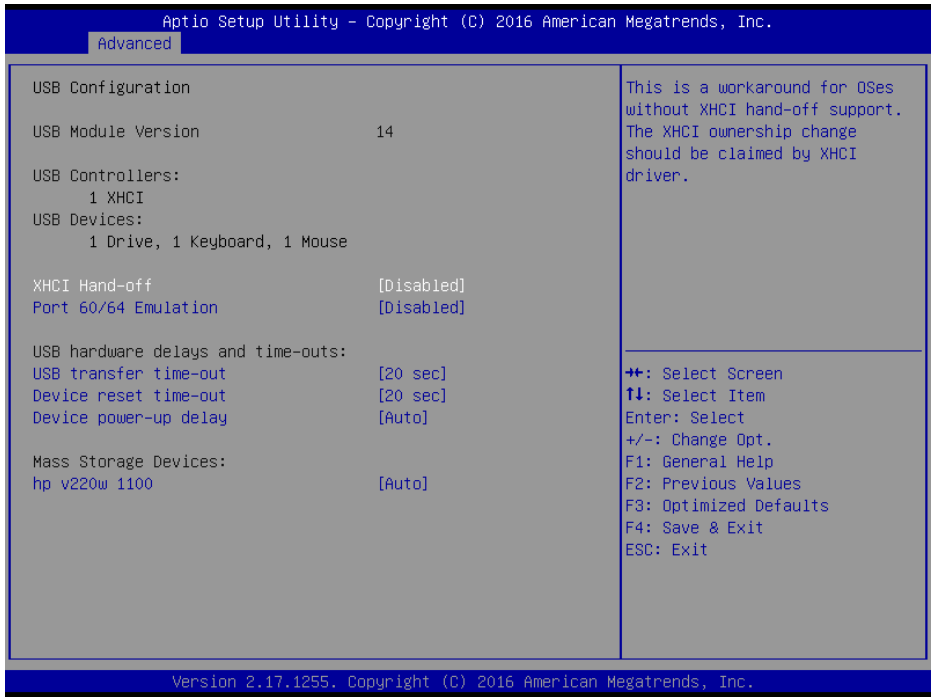 Aptio Setup Utility – Copyright (C) 2016 American Megatrends, Inc.
Advanced
USB Configuration
USB Module Version 14
USB Controllers:
1 XHCI
USB Devices:
1 Drive, 1 Keyboard, 1 Mouse
XHCI Hand-off [Disabled]
Port 60/64 Emulation [Disabled]
USB hardware delays and time-outs:
USB transfer time-out [20 sec]
Device reset time-out [20 sec]
Device power-up delay [Auto]
Mass Storage Devices:
hp v220w 1100 [Auto]
This is a workaround for OSes
without XHCI hand-off support.
The XHCI ownership change
should be claimed by XHCI
driver.
→←: Select Screen
↑↓: Select Item
Enter: Select
+/-: Change Opt.
F1: General Help
F2: Previous Values
F3: Optimized Defaults
F4: Save & Exit
ESC: Exit
Version 2.17.1255. Copyright (C) 2016 American Megatrends, Inc.